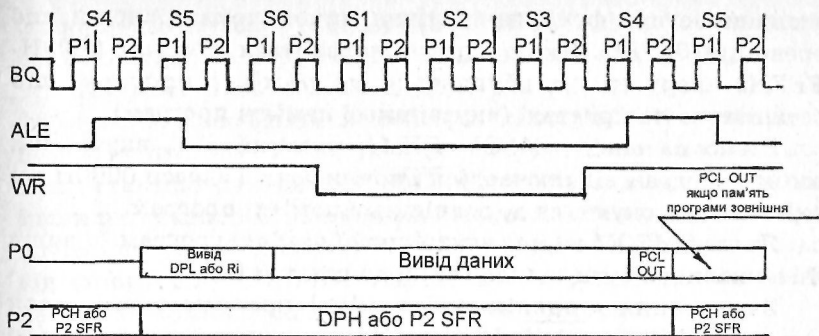 S4 S5 S6 S1 S2 S3 S4 S5
P1 P2 P1 P2 P1 P2 P1 P2 P1 P2 P1 P2 P1 P2 P1 P2
BQ
ALE
WR
PCL OUT
якщо пам'ять
програми зовнішня
P0
Вивід
DPL або Ri
Вивід даних
PCL
OUT
P2
PCH або
P2 SFR
DPH або P2 SFR
PCH або
P2 SFR